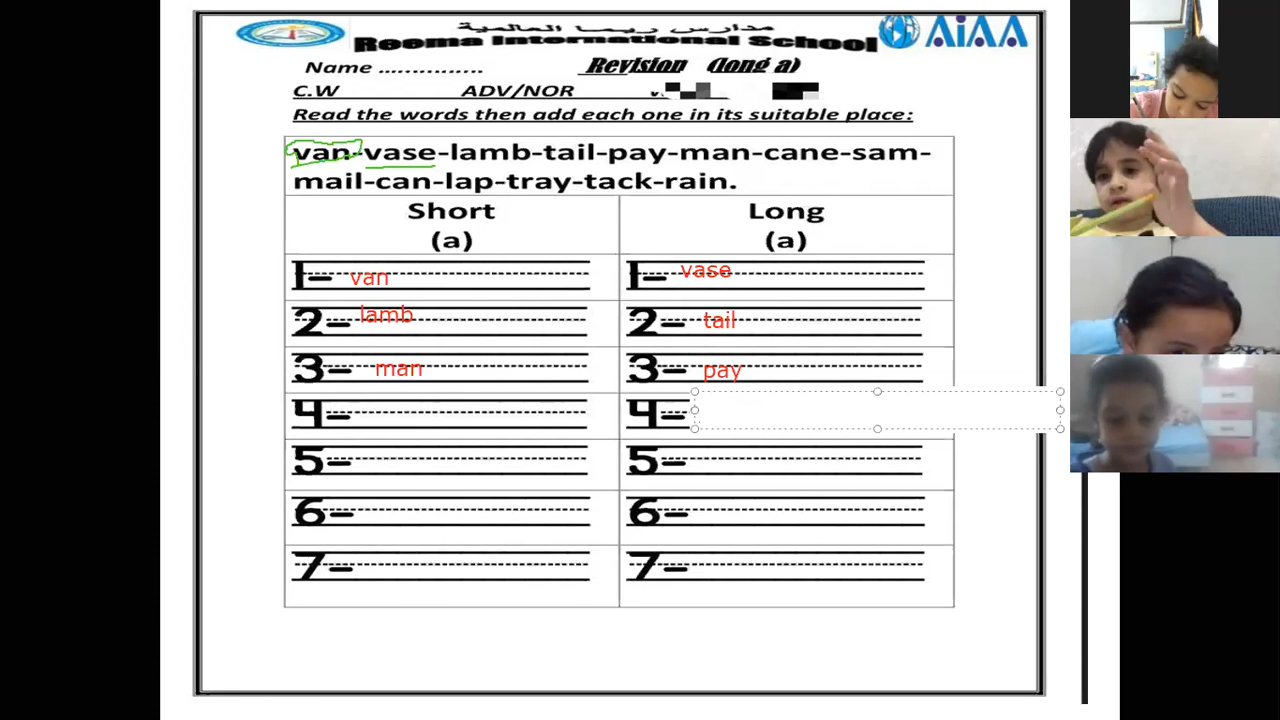 مدارس ريما العالمية
Reema International School
AiAA
Name .............. Revision (long a)
C.W ADV/NOR
Read the words then add each one in its suitable place:
van-vase-lamb-tail-pay-man-cane-sam-
mail-can-lap-tray-tack-rain.
Short Long
(a) (a)
1- van 1- vase
2- lamb 2- tail
3- man 3- pay
4- 4-
5- 5-
6- 6-
7- 7-